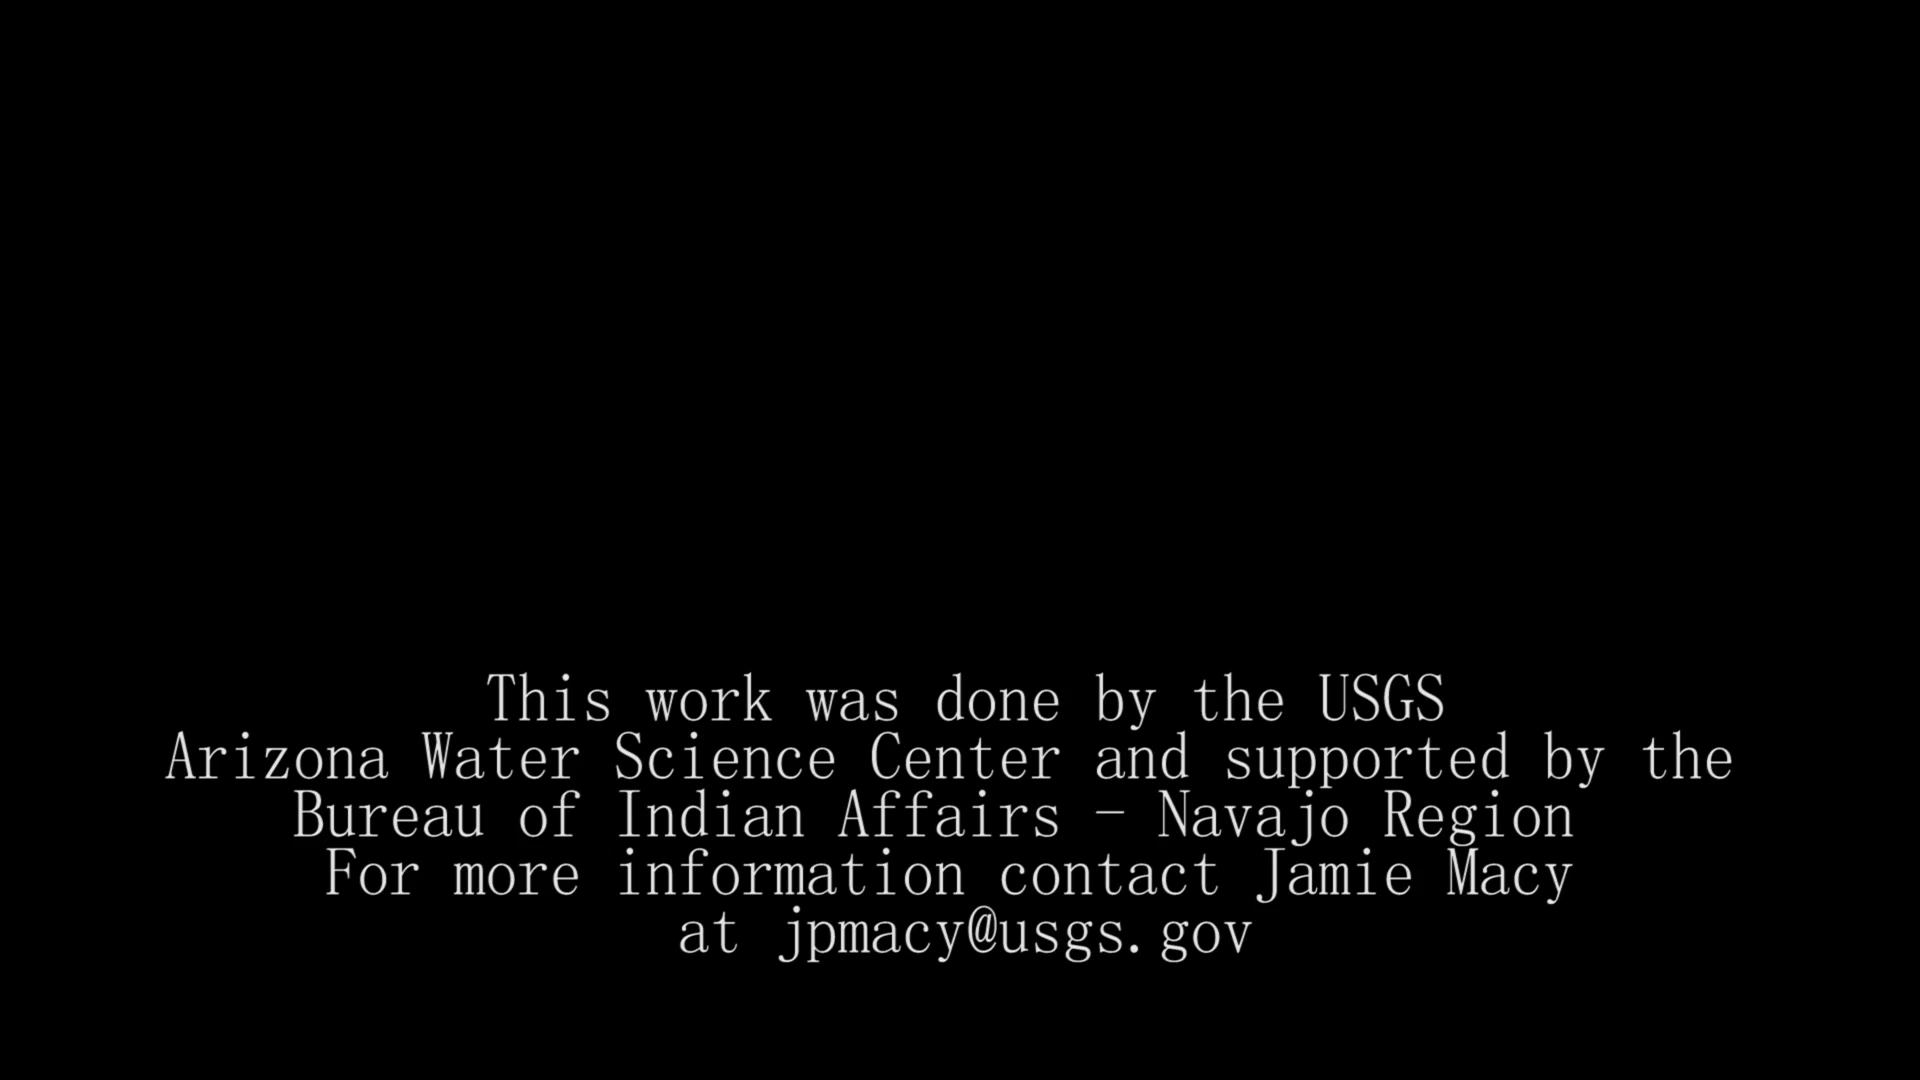 This work was done by the USGS
Arizona Water Science Center and supported by the
Bureau of Indian Affairs - Navajo Region
For more information contact Jamie Macy
at jpmacy@usgs.gov